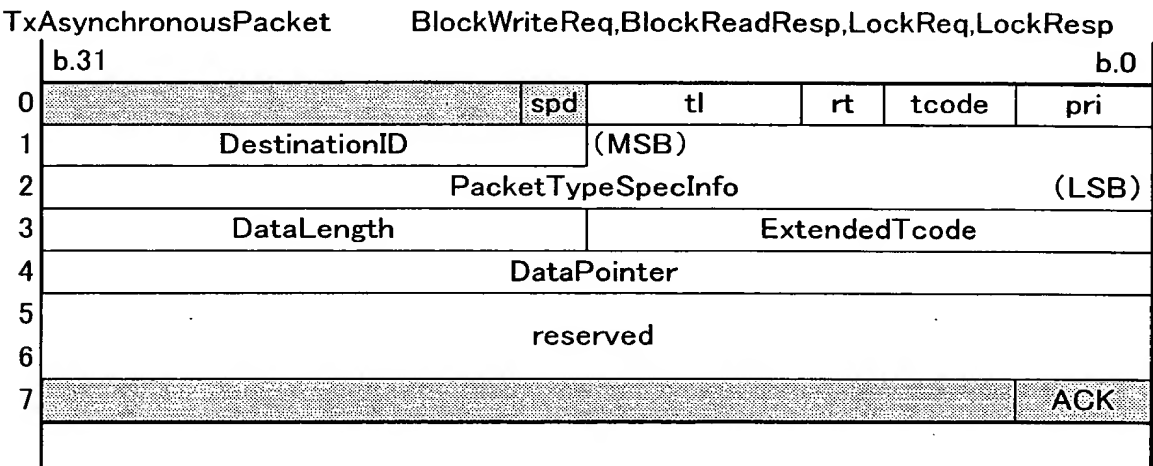 TxAsynchronousPacket BlockWriteReq,BlockReadResp,LockReq,LockResp
b.31 b.0
0 spd tl rt tcode pri
1 DestinationID (MSB)
2 PacketTypeSpecInfo (LSB)
3 DataLength ExtendedTcode
4 DataPointer
5
reserved
6
7 ACK